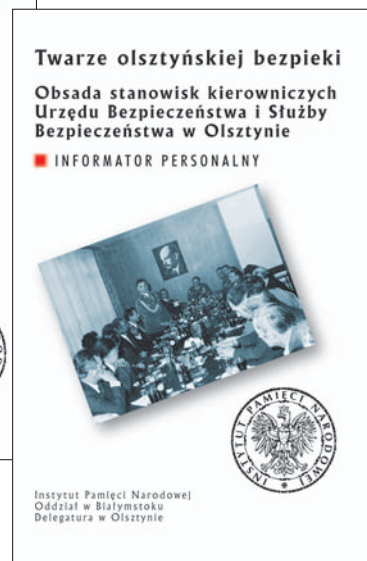 Twarze olsztyńskiej bezpieki
Obsada stanowisk kierowniczych
Urzędu Bezpieczeństwa i Służby
Bezpieczeństwa w Olsztynie
INFORMATOR PERSONALNY
INSTYTUT PAMIĘCI NARODOWEJ
Instytut Pamięci Narodowej
Oddział w Białymstoku
Delegatura w Olsztynie